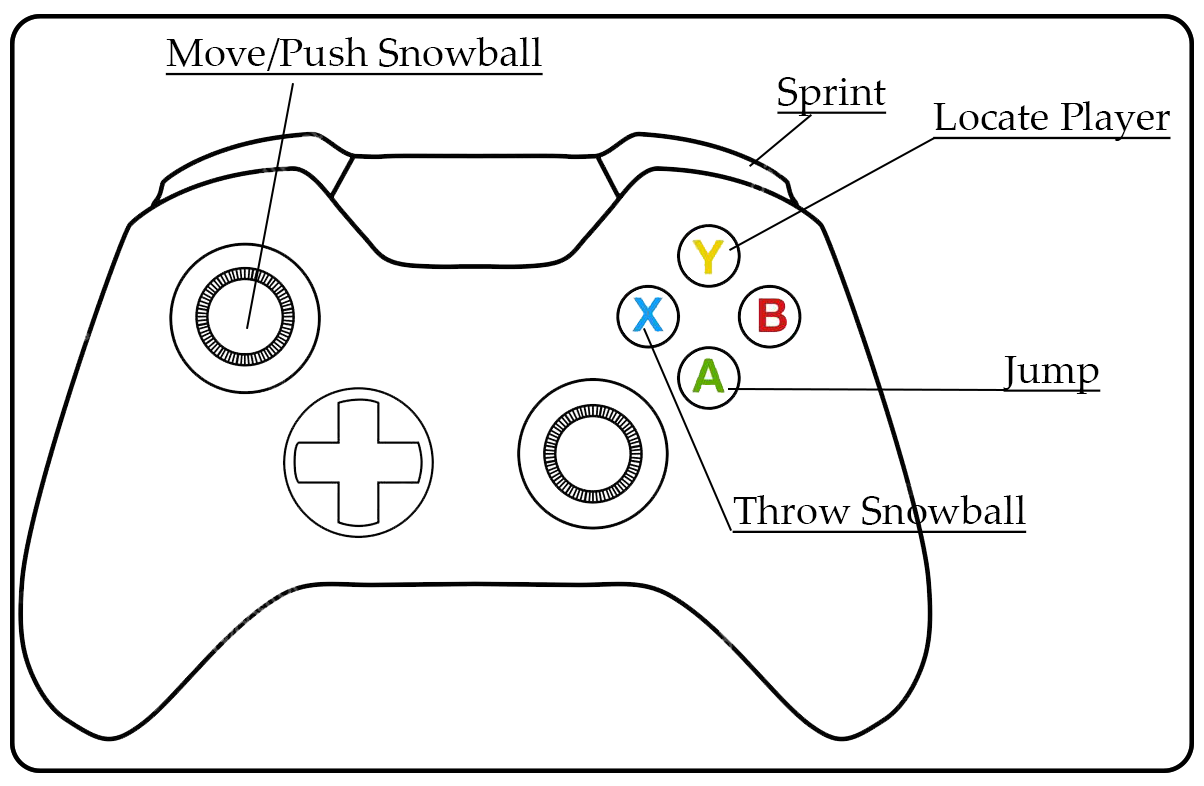 Move/Push Snowball
Sprint
Locate Player
Y
X
B
A
Jump
Throw Snowball